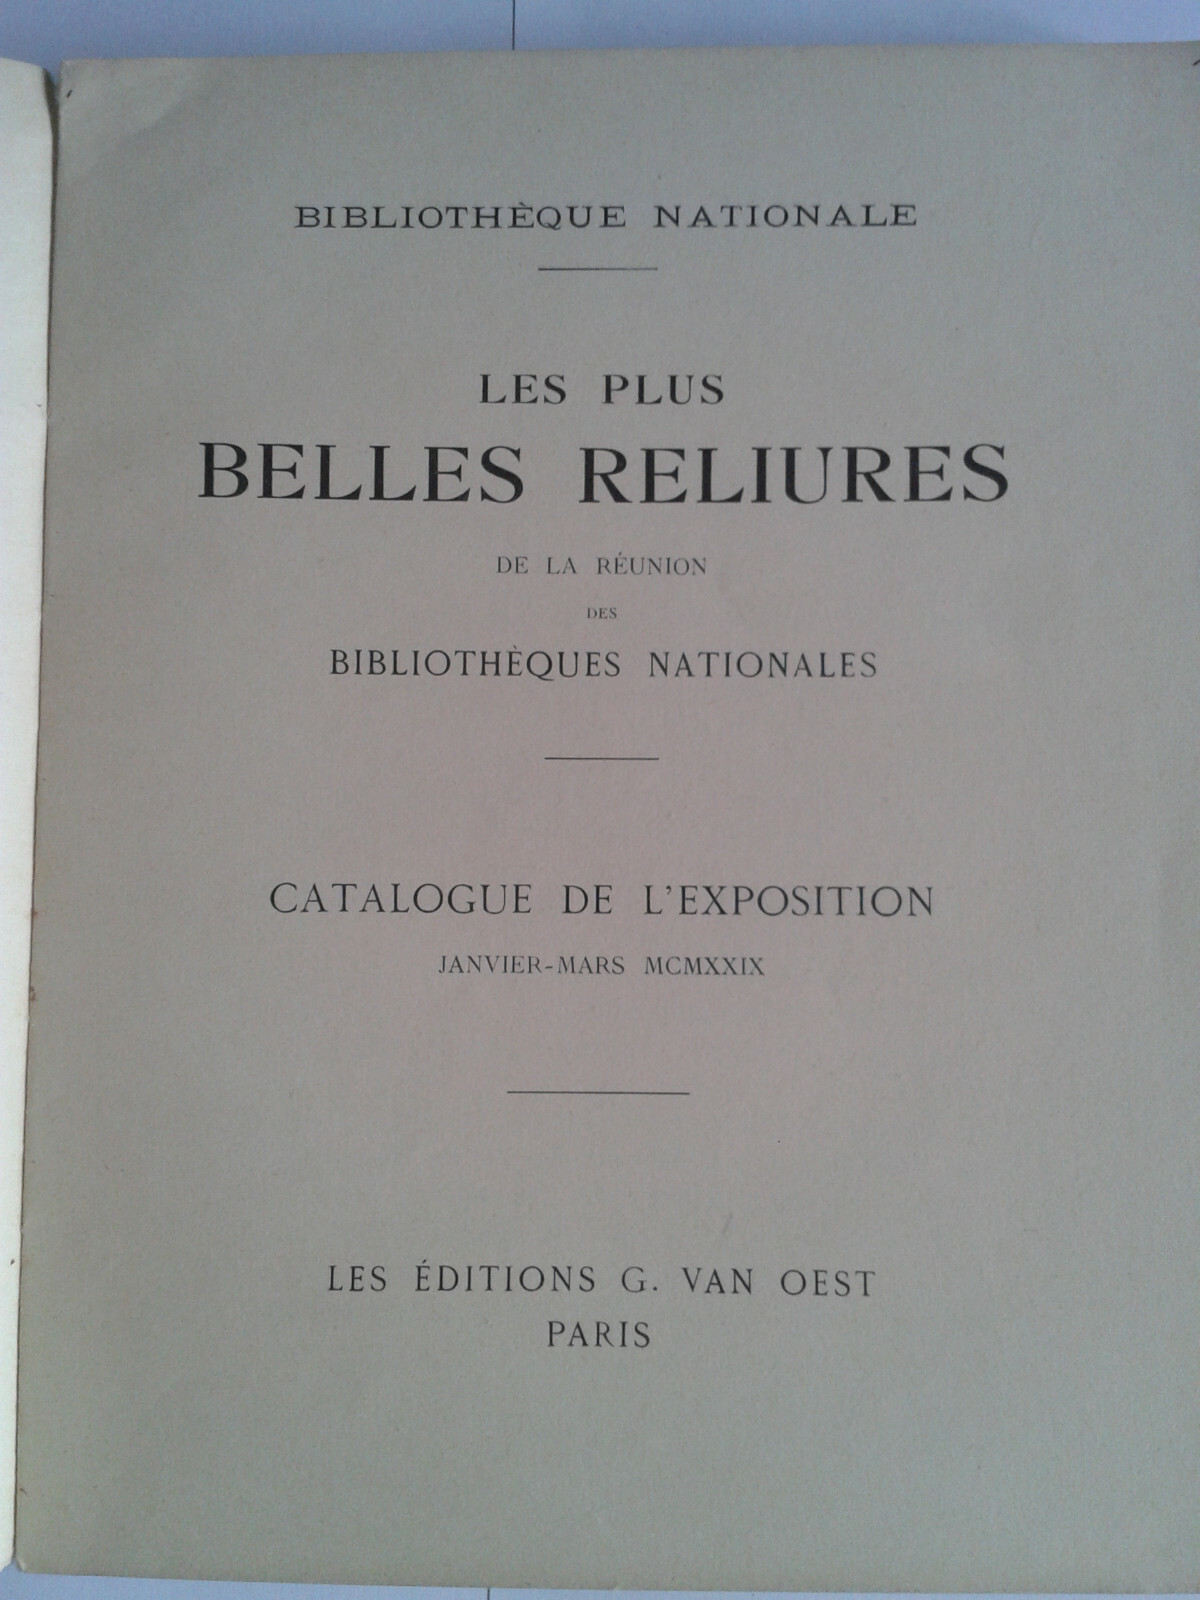 BIBLIOTHÈQUE NATIONALE
LES PLUS
BELLES RELIURES
DE LA RÉUNION
DES
BIBLIOTHÈQUES NATIONALES
CATALOGUE DE L'EXPOSITION
JANVIER-MARS MCMXXIX
LES ÉDITIONS G. VAN OEST
PARIS